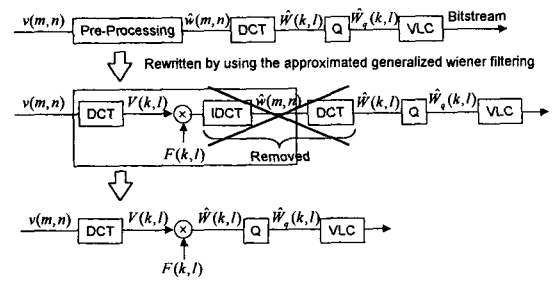 v(m,n) Pre-Processing ŵ(m,n) DCT Ŵ(k,l) Q Ŵq(k,l) VLC Bitstream
Rewritten by using the approximated generalized wiener filtering
v(m,n) DCT V(k,l) × IDCT ŵ(m,n) DCT Ŵ(k,l) Q Ŵq(k,l) VLC
F(k,l) Removed
v(m,n) DCT V(k,l) × Ŵ(k,l) Q Ŵq(k,l) VLC
F(k,l)